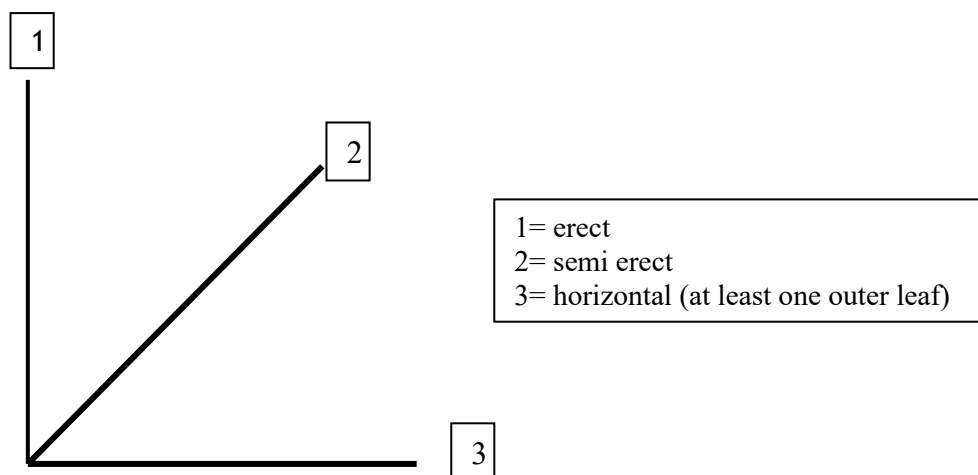 1
2
1= erect
2= semi erect
3= horizontal (at least one outer leaf)
3